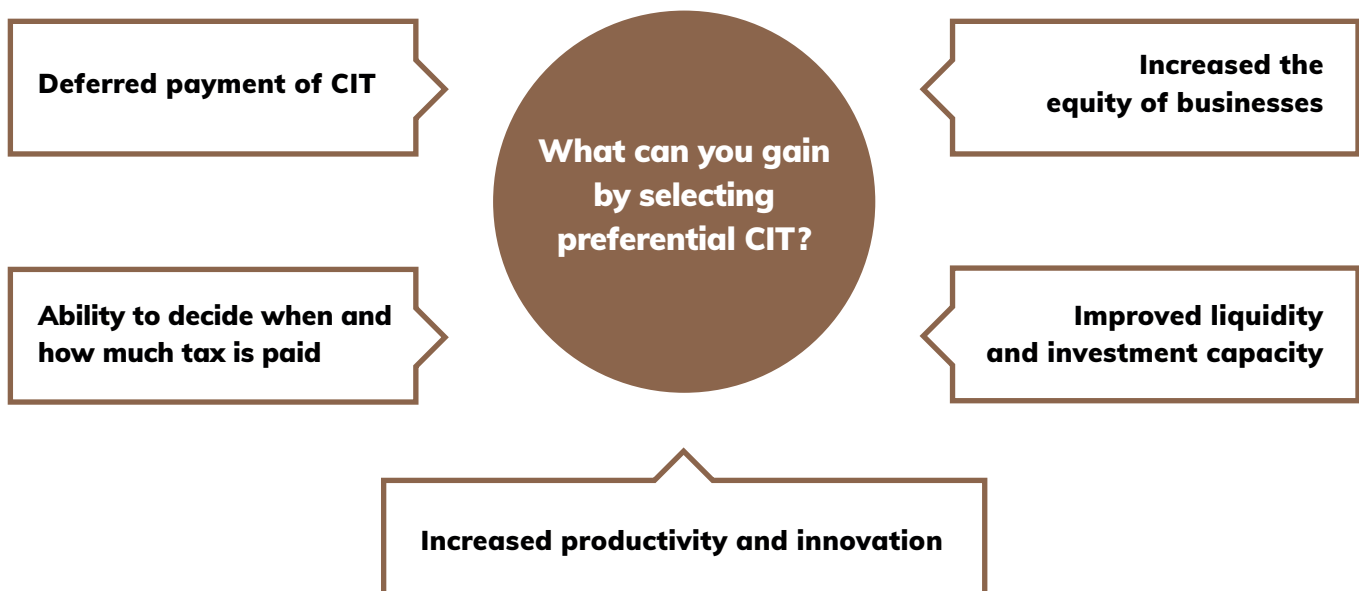 Deferred payment of CIT
Increased the
equity of businesses
What can you gain
by selecting
preferential CIT?
Ability to decide when and
how much tax is paid
Improved liquidity
and investment capacity
Increased productivity and innovation